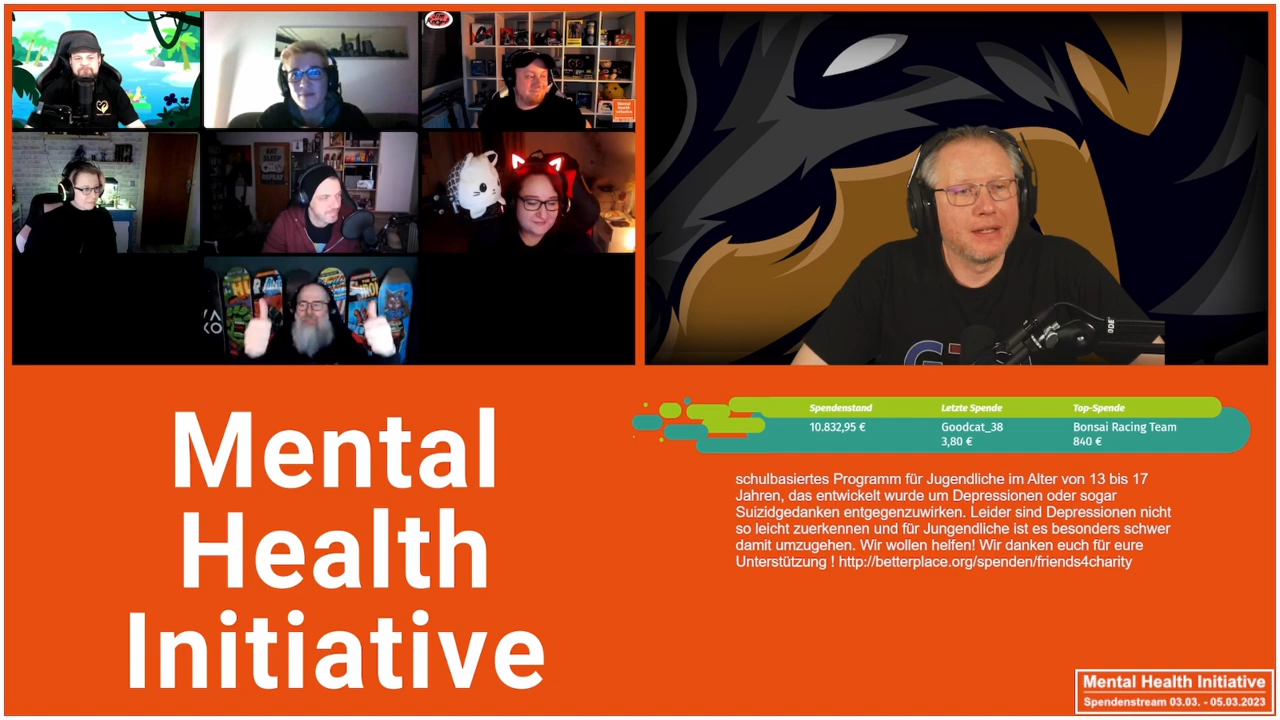 Mental
Health
Initiative
EAT
SLEEP
REPEAT
Spendenstand
Letzte Spende
Top-Spende
10.832,95 €
Goodcat_38
3,80 €
Bonsai Racing Team
840 €
schulbasiertes Programm für Jugendliche im Alter von 13 bis 17
Jahren, das entwickelt wurde um Depressionen oder sogar
Suizidgedanken entgegenzuwirken. Leider sind Depressionen nicht
so leicht zuerkennen und für Jungendliche ist es besonders schwer
damit umzugehen. Wir wollen helfen! Wir danken euch für eure
Unterstützung ! http://betterplace.org/spenden/friends4charity
Mental Health Initiative
Spendenstream 03.03. - 05.03.2023